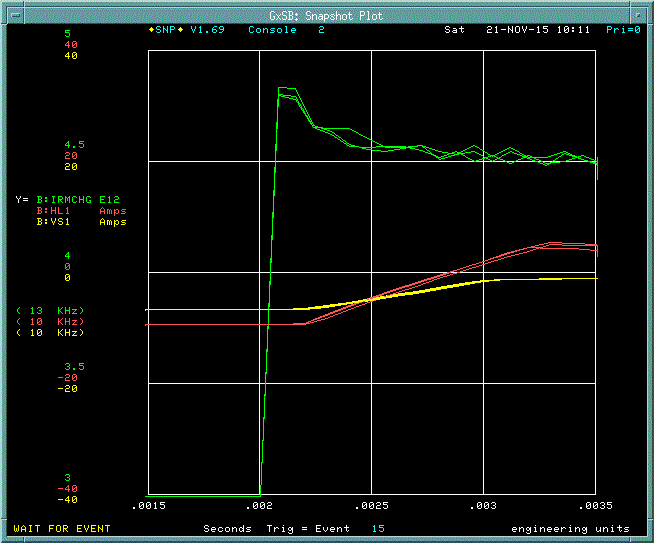 GxSB: Snapshot Plot
◆SNP◆ V1.69 Console 2 Sat 21-NOV-15 10:11 Pri=0
5
40
40
4.5
20
20
Y= B:IRMCHG E12
B:HL1 Amps
B:VS1 Amps
4
0
0
( 13 KHz)
( 10 KHz)
( 10 KHz)
3.5
-20
-20
3
-40
-40
.0015 .002 .0025 .003 .0035
WAIT FOR EVENT Seconds Trig = Event 15 engineering units